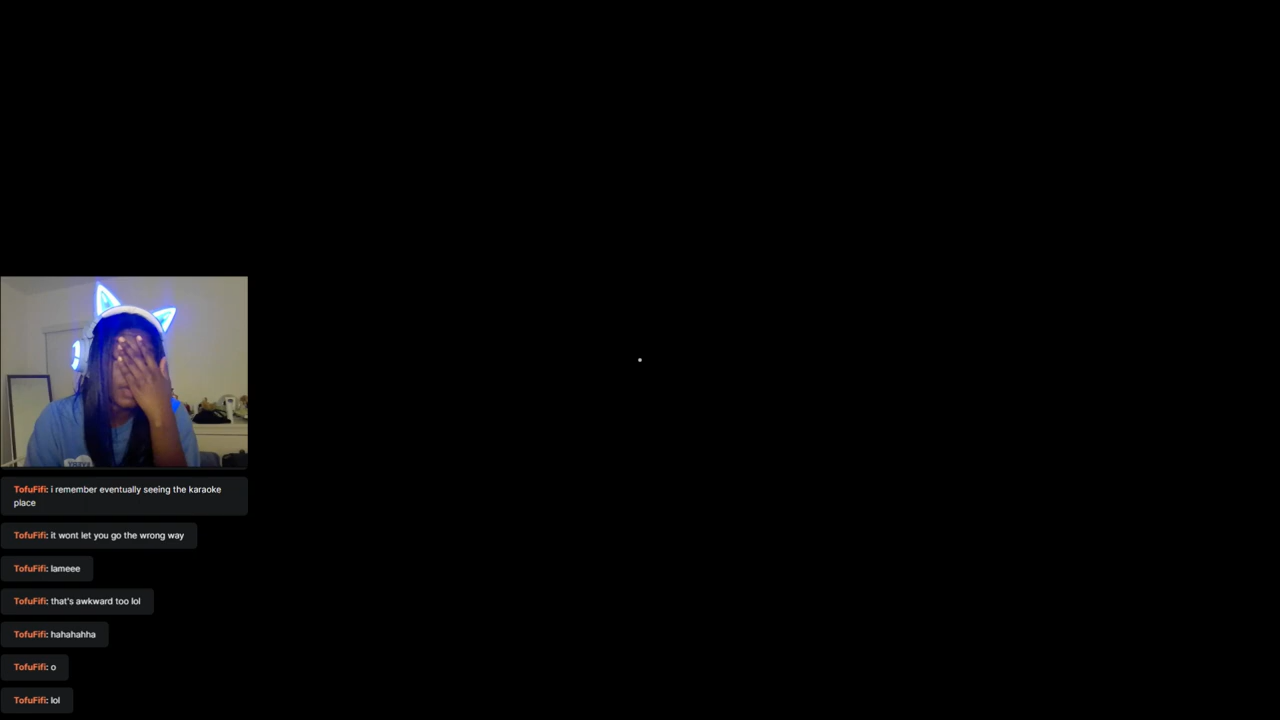 TofuFifi: i remember eventually seeing the karaoke
place
TofuFifi: it wont let you go the wrong way
TofuFifi: lameee
TofuFifi: that's awkward too lol
TofuFifi: hahahahha
TofuFifi: o
TofuFifi: lol